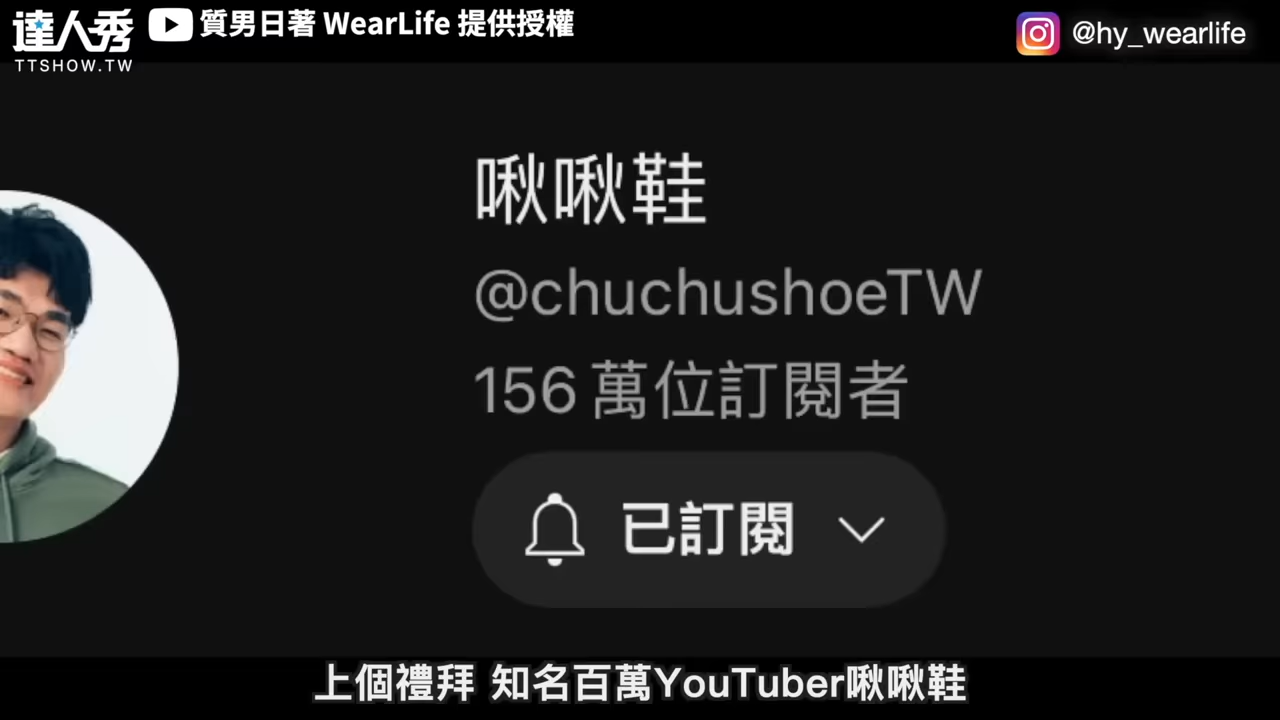 達人秀
TTSHOW.TW
質男日著 WearLife 提供授權
@hy_wearlife
啾啾鞋
@chuchushoeTW
156 萬位訂閱者
已訂閱
上個禮拜 知名百萬YouTuber啾啾鞋